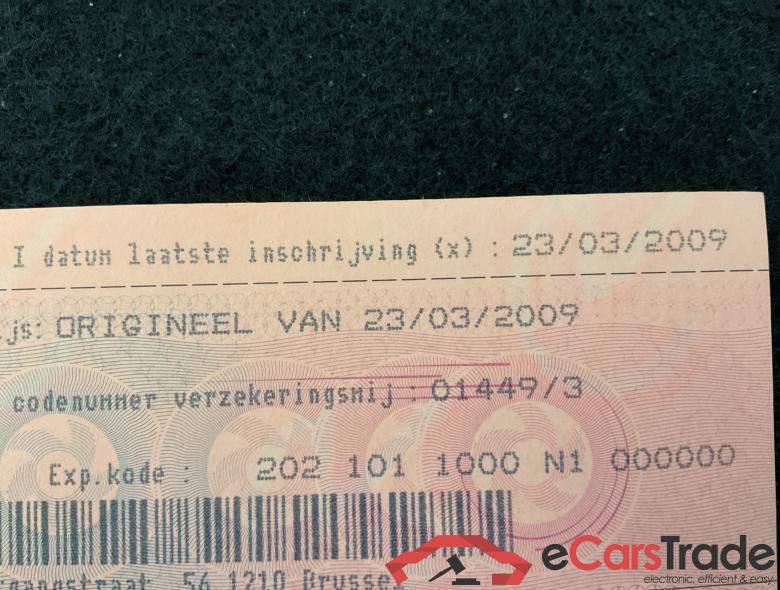 I datum laatste inschrijving (x) : 23/03/2009
js: ORIGINEEL VAN 23/03/2009
codenummer verzekeringsmij : 01449/3
Exp.kode : 202 101 1000 N1 000000
gangstraat 56 1210 Brussel
eCarsTrade
electronic, efficient & easy